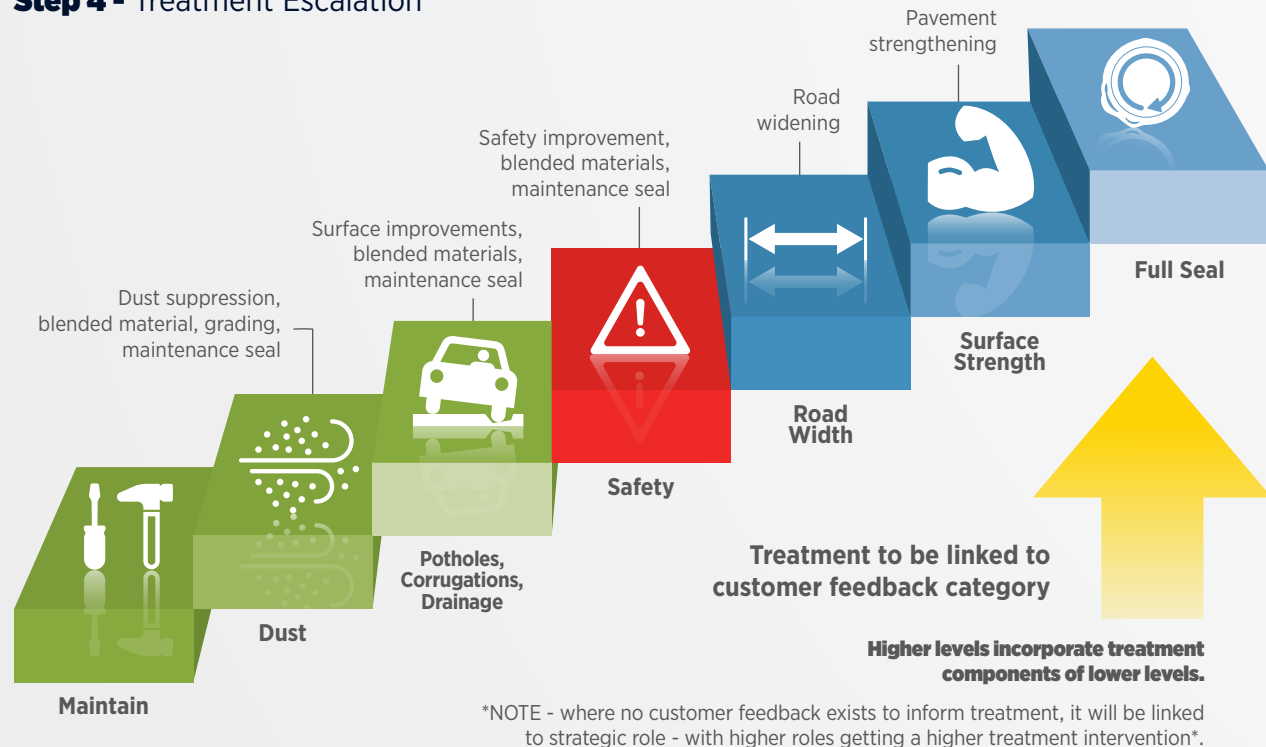 Step 4 - Treatment Escalation
Pavement
strengthening
Road
widening
Safety improvement,
blended materials,
maintenance seal
Surface improvements,
blended materials,
maintenance seal
Dust suppression,
blended material, grading,
maintenance seal
Full Seal
Surface
Strength
Road
Width
Safety
Potholes,
Corrugations,
Drainage
Dust
Maintain
Treatment to be linked to
customer feedback category
Higher levels incorporate treatment
components of lower levels.
*NOTE - where no customer feedback exists to inform treatment, it will be linked
to strategic role - with higher roles getting a higher treatment intervention*.